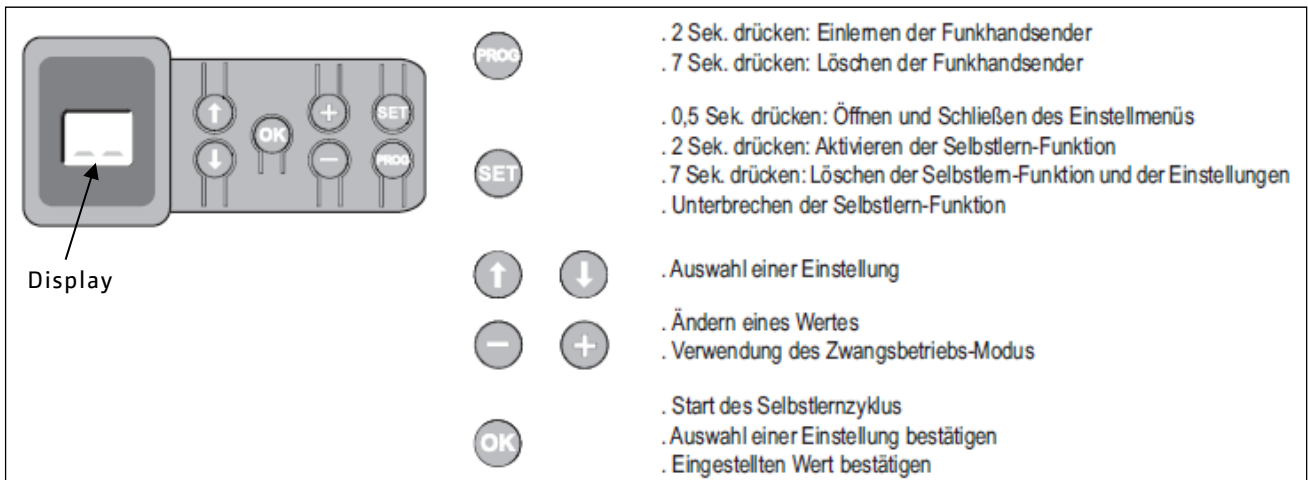 ↑
+
SET
OK
↓
−
PROG
Display
PROG
. 2 Sek. drücken: Einlernen der Funkhandsender
. 7 Sek. drücken: Löschen der Funkhandsender
SET
. 0,5 Sek. drücken: Öffnen und Schließen des Einstellmenüs
. 2 Sek. drücken: Aktivieren der Selbstlern-Funktion
. 7 Sek. drücken: Löschen der Selbstlern-Funktion und der Einstellungen
. Unterbrechen der Selbstlern-Funktion
↑ ↓
. Auswahl einer Einstellung
− +
. Ändern eines Wertes
. Verwendung des Zwangsbetriebs-Modus
OK
. Start des Selbstlernzyklus
. Auswahl einer Einstellung bestätigen
. Eingestellten Wert bestätigen